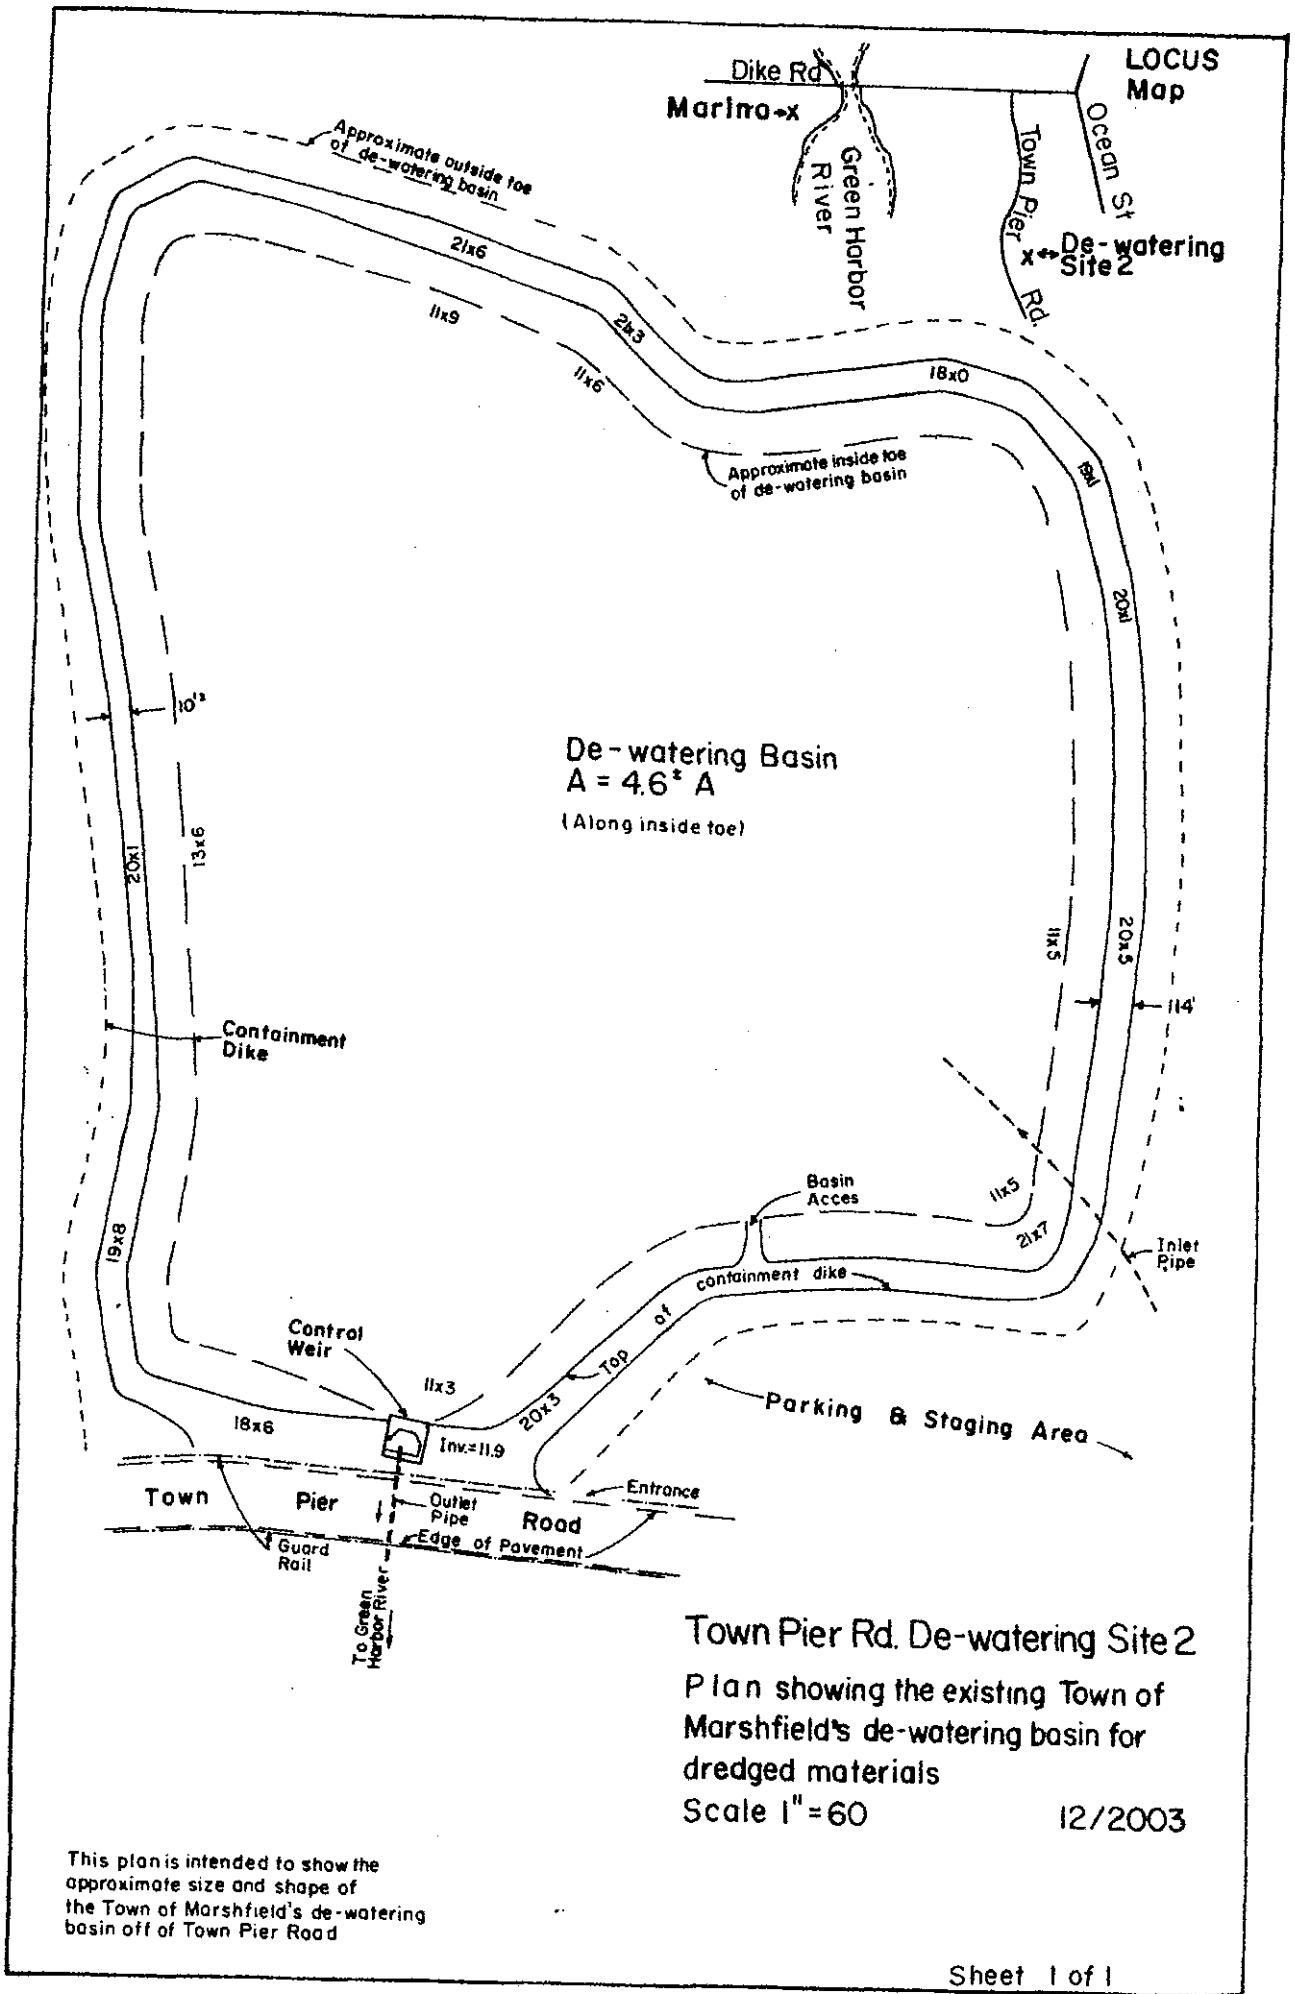 LOCUS
Map
Dike Rd
Marina→x
Green Harbor
River
Town Pier Rd.
Ocean St
x De-watering
Site 2
Approximate outside toe
of de-watering basin
21x6
11x9
21x3
11x6
18x0
Approximate inside toe
of de-watering basin
19x1
20x1
10'±
De-watering Basin
A = 4.6± A
(Along inside toe)
20x1
13x6
11x5
20x5
114'
Containment
Dike
Basin
Acces
11x5
21x7
Inlet
Pipe
19x8
Top of containment dike
Control
Weir
11x3
20x3
18x6
Inv.=11.9
Parking & Staging Area
Entrance
Town Pier Road
Outlet
Pipe
Edge of Pavement
Guard
Rail
To Green
Harbor River
Town Pier Rd. De-watering Site 2
Plan showing the existing Town of
Marshfield's de-watering basin for
dredged materials
Scale 1"=60 12/2003
This plan is intended to show the
approximate size and shape of
the Town of Marshfield's de-watering
basin off of Town Pier Road
Sheet 1 of 1